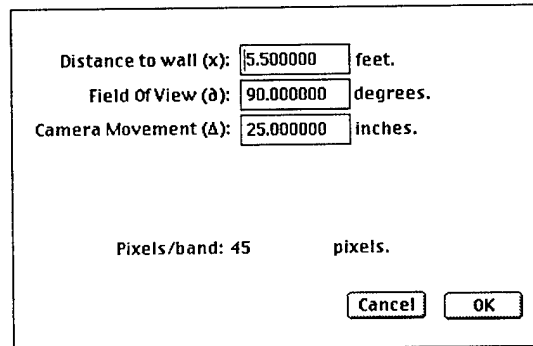 Distance to wall (x): 5.500000 feet.
Field Of View (∂): 90.000000 degrees.
Camera Movement (∆): 25.000000 inches.
Pixels/band: 45 pixels.
Cancel OK